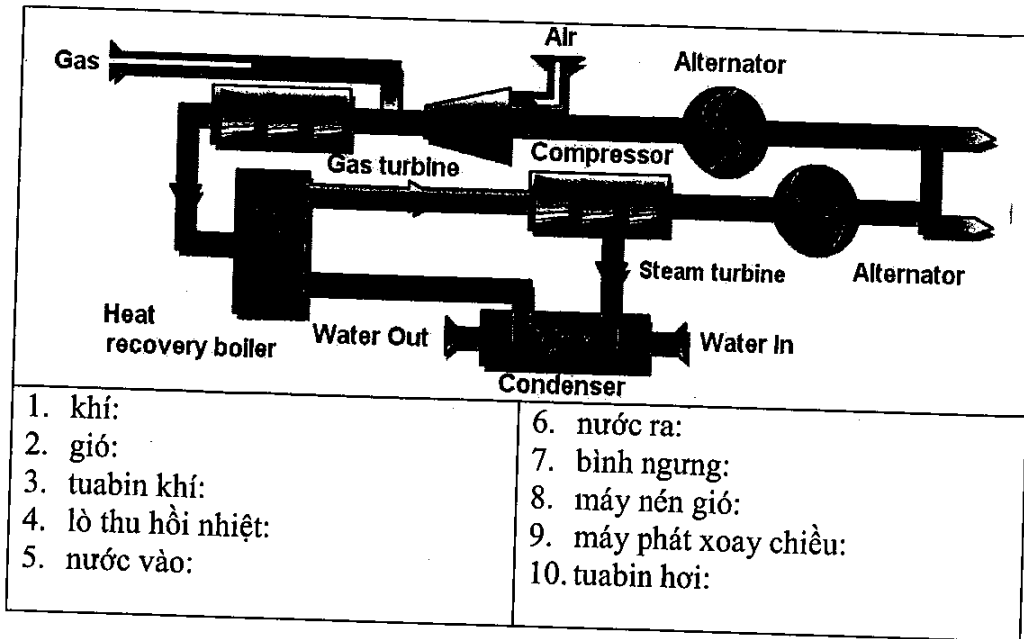 Gas
Air
Alternator
Gas turbine
Compressor
Steam turbine
Alternator
Heat
recovery boiler
Water Out
Water In
Condenser
1. khí:
2. gió:
3. tuabin khí:
4. lò thu hồi nhiệt:
5. nước vào:
6. nước ra:
7. bình ngưng:
8. máy nén gió:
9. máy phát xoay chiều:
10. tuabin hơi: